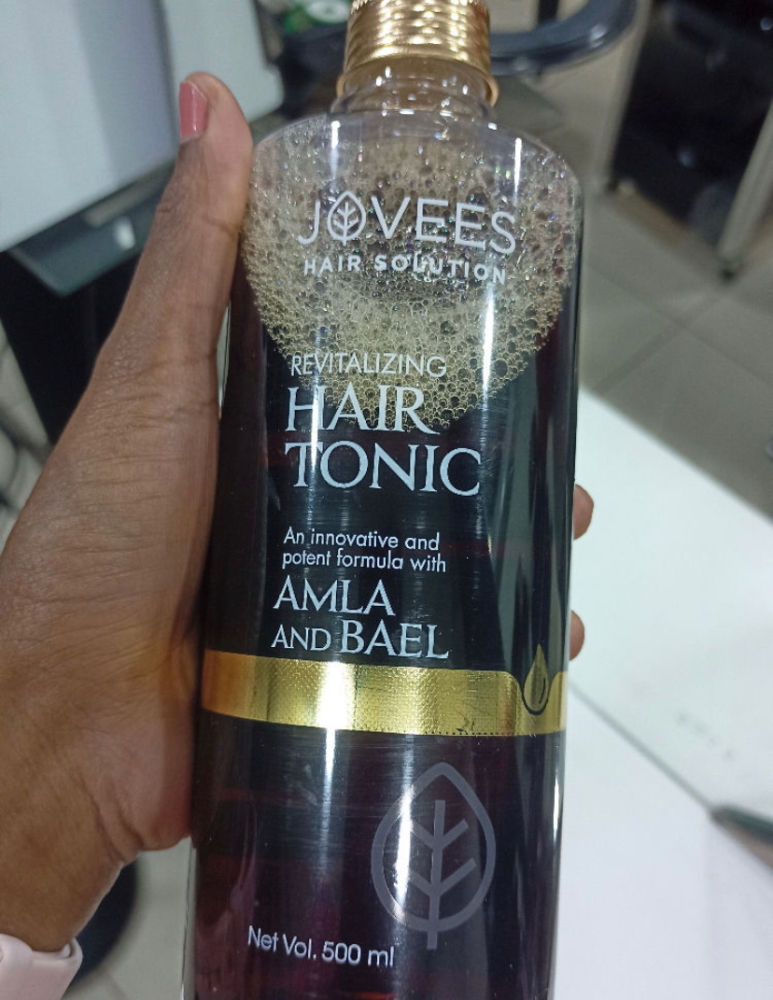 JOVEES
HAIR SOLUTION
REVITALIZING
HAIR
TONIC
An innovative and
potent formula with
AMLA
AND BAEL
Net Vol. 500 ml